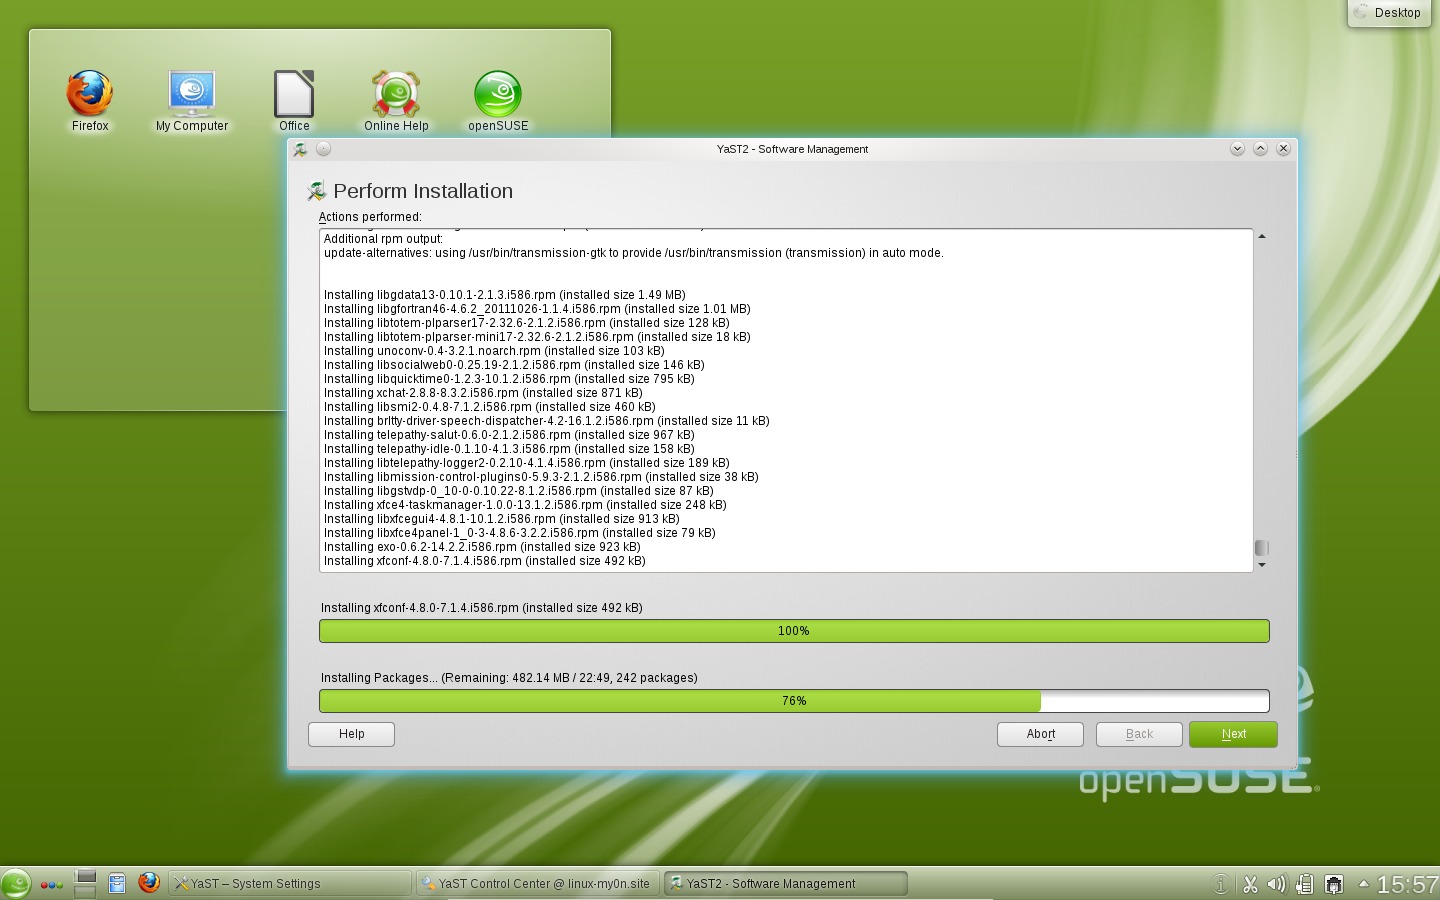 Desktop
Firefox
My Computer
Office
Online Help
openSUSE
YaST2 - Software Management
Perform Installation
Actions performed:
Additional rpm output:
update-alternatives: using /usr/bin/transmission-gtk to provide /usr/bin/transmission (transmission) in auto mode.
Installing libgdata13-0.10.1-2.1.3.i586.rpm (installed size 1.49 MB)
Installing libgfortran46-4.6.2_20111026-1.1.4.i586.rpm (installed size 1.01 MB)
Installing libtotem-plparser17-2.32.6-2.1.2.i586.rpm (installed size 128 kB)
Installing libtotem-plparser-mini17-2.32.6-2.1.2.i586.rpm (installed size 18 kB)
Installing unoconv-0.4-3.2.1.noarch.rpm (installed size 103 kB)
Installing libsocialweb0-0.25.19-2.1.2.i586.rpm (installed size 146 kB)
Installing libquicktime0-1.2.3-10.1.2.i586.rpm (installed size 795 kB)
Installing xchat-2.8.8-8.3.2.i586.rpm (installed size 871 kB)
Installing libsmi2-0.4.8-7.1.2.i586.rpm (installed size 460 kB)
Installing brltty-driver-speech-dispatcher-4.2-16.1.2.i586.rpm (installed size 11 kB)
Installing telepathy-salut-0.6.0-2.1.2.i586.rpm (installed size 967 kB)
Installing telepathy-idle-0.1.10-4.1.3.i586.rpm (installed size 158 kB)
Installing libtelepathy-logger2-0.2.10-4.1.4.i586.rpm (installed size 189 kB)
Installing libmission-control-plugins0-5.9.3-2.1.2.i586.rpm (installed size 38 kB)
Installing libgstvdp-0_10-0-0.10.22-8.1.2.i586.rpm (installed size 87 kB)
Installing xfce4-taskmanager-1.0.0-13.1.2.i586.rpm (installed size 248 kB)
Installing libxfcegui4-4.8.1-10.1.2.i586.rpm (installed size 913 kB)
Installing libxfce4panel-1_0-3-4.8.6-3.2.2.i586.rpm (installed size 79 kB)
Installing exo-0.6.2-14.2.2.i586.rpm (installed size 923 kB)
Installing xfconf-4.8.0-7.1.4.i586.rpm (installed size 492 kB)
Installing xfconf-4.8.0-7.1.4.i586.rpm (installed size 492 kB)
100%
Installing Packages... (Remaining: 482.14 MB / 22:49, 242 packages)
76%
Help
Abort
Back
Next
openSUSE
YaST – System Settings
YaST Control Center @ linux-my0n.site
YaST2 - Software Management
15:57